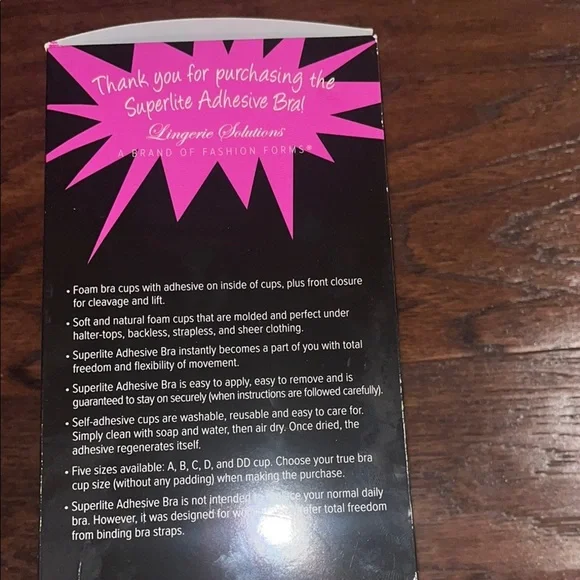 Thank you for purchasing the
Superlite Adhesive Bra!
Lingerie Solutions
A BRAND OF FASHION FORMS®
• Foam bra cups with adhesive on inside of cups, plus front closure
for cleavage and lift.
• Soft and natural foam cups that are molded and perfect under
halter-tops, backless, strapless, and sheer clothing.
• Superlite Adhesive Bra instantly becomes a part of you with total
freedom and flexibility of movement.
• Superlite Adhesive Bra is easy to apply, easy to remove and is
guaranteed to stay on securely (when instructions are followed carefully).
• Self-adhesive cups are washable, reusable and easy to care for.
Simply clean with soap and water, then air dry. Once dried, the
adhesive regenerates itself.
• Five sizes available: A, B, C, D, and DD cup. Choose your true bra
cup size (without any padding) when making the purchase.
• Superlite Adhesive Bra is not intended your normal daily
bra. However, it was designed for total freedom
from binding bra straps.